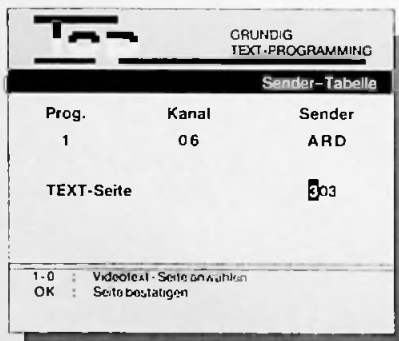 GRUNDIG
TEXT-PROGRAMMING
Sender-Tabelle
Prog. Kanal Sender
1 06 ARD
TEXT-Seite 303
1-0 : Videotext-Seite anwählen
OK : Seite bestätigen